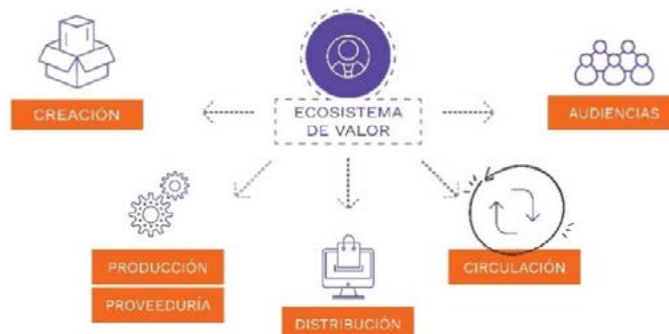 ECOSISTEMA
DE VALOR
CREACIÓN
AUDIENCIAS
PRODUCCIÓN
PROVEEDURÍA
DISTRIBUCIÓN
CIRCULACIÓN